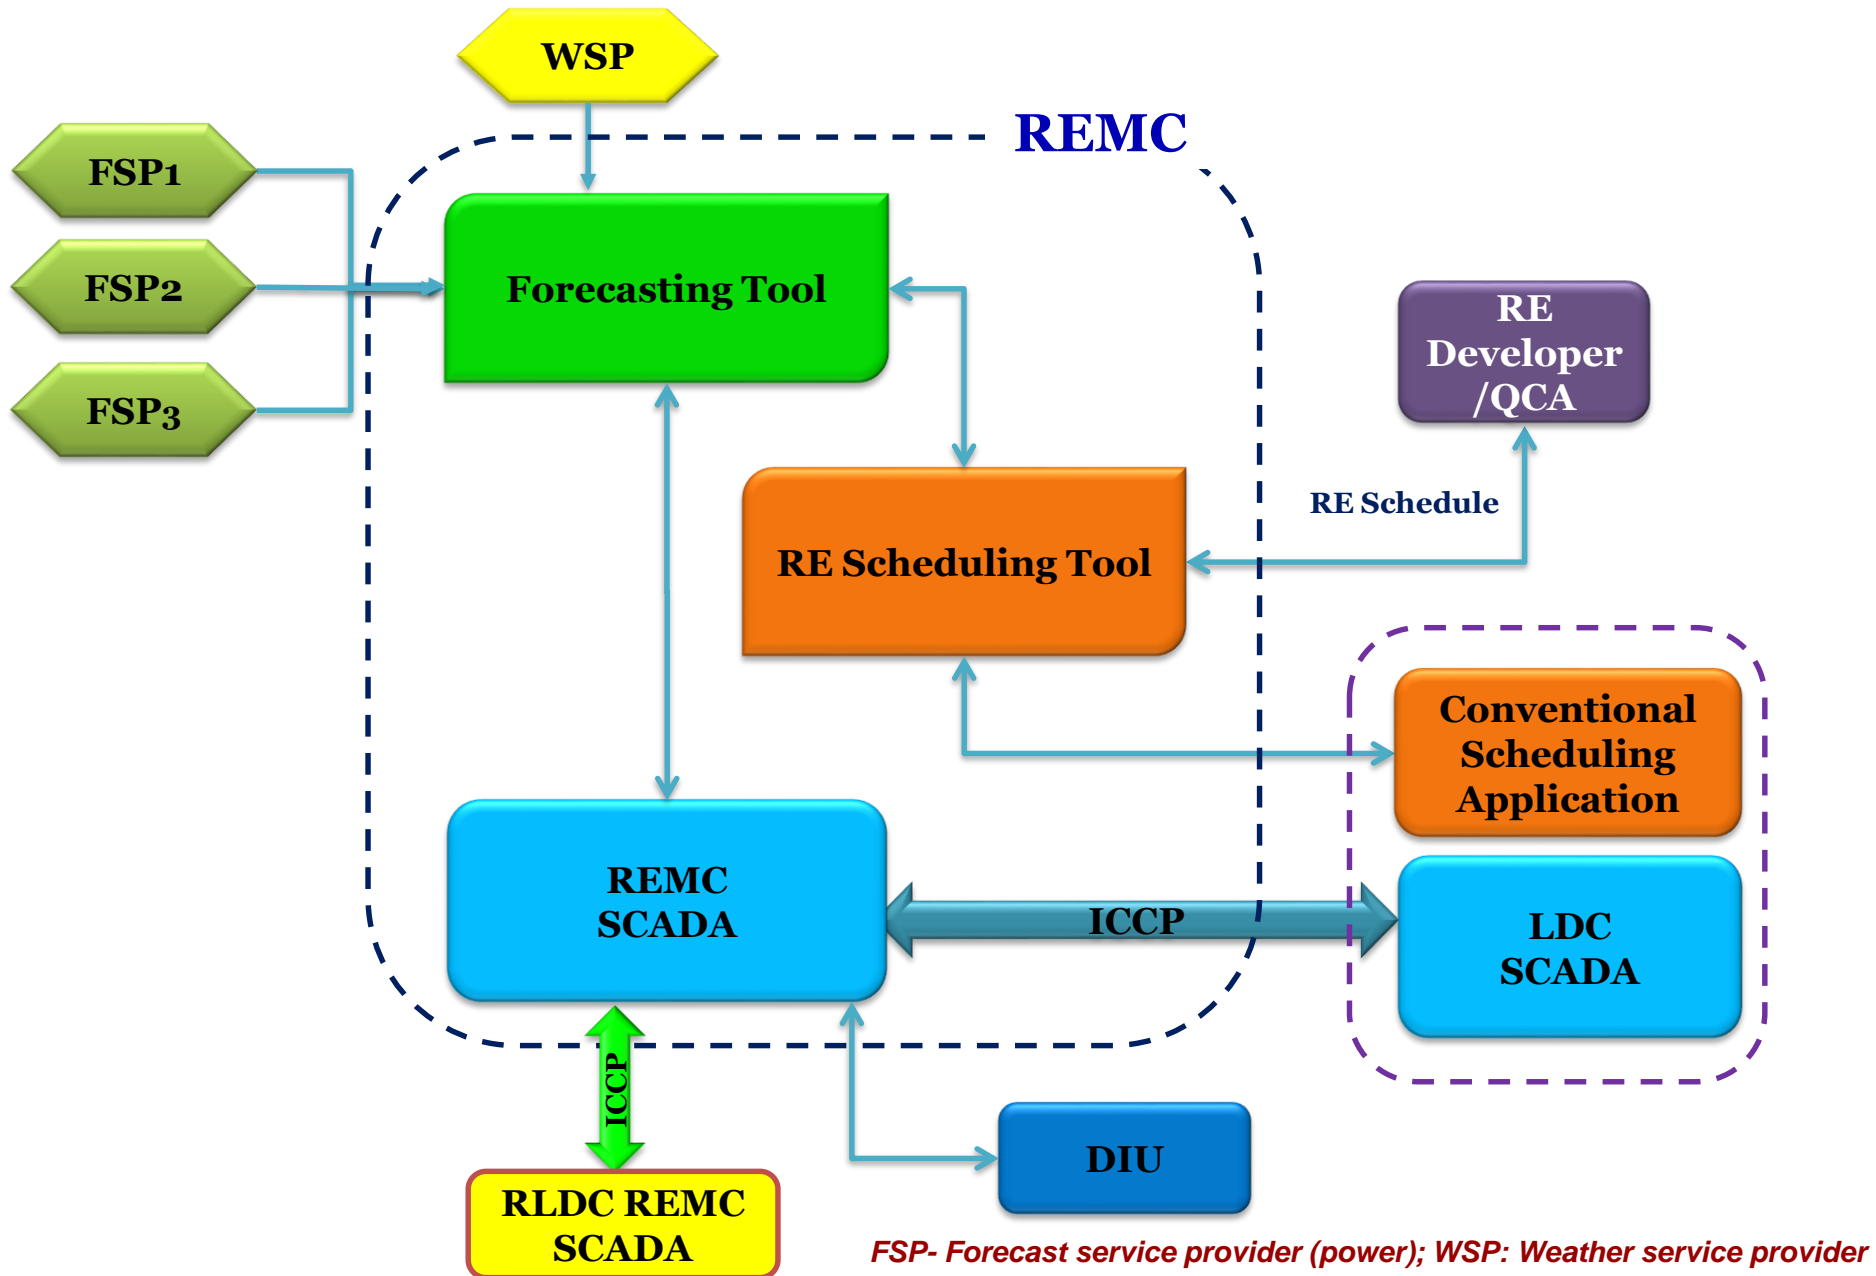 WSP
REMC
FSP1
FSP2
FSP3
Forecasting Tool
RE
Developer
/QCA
RE Schedule
RE Scheduling Tool
Conventional
Scheduling
Application
REMC
SCADA
ICCP
LDC
SCADA
ICCP
DIU
RLDC REMC
SCADA
FSP- Forecast service provider (power); WSP: Weather service provider